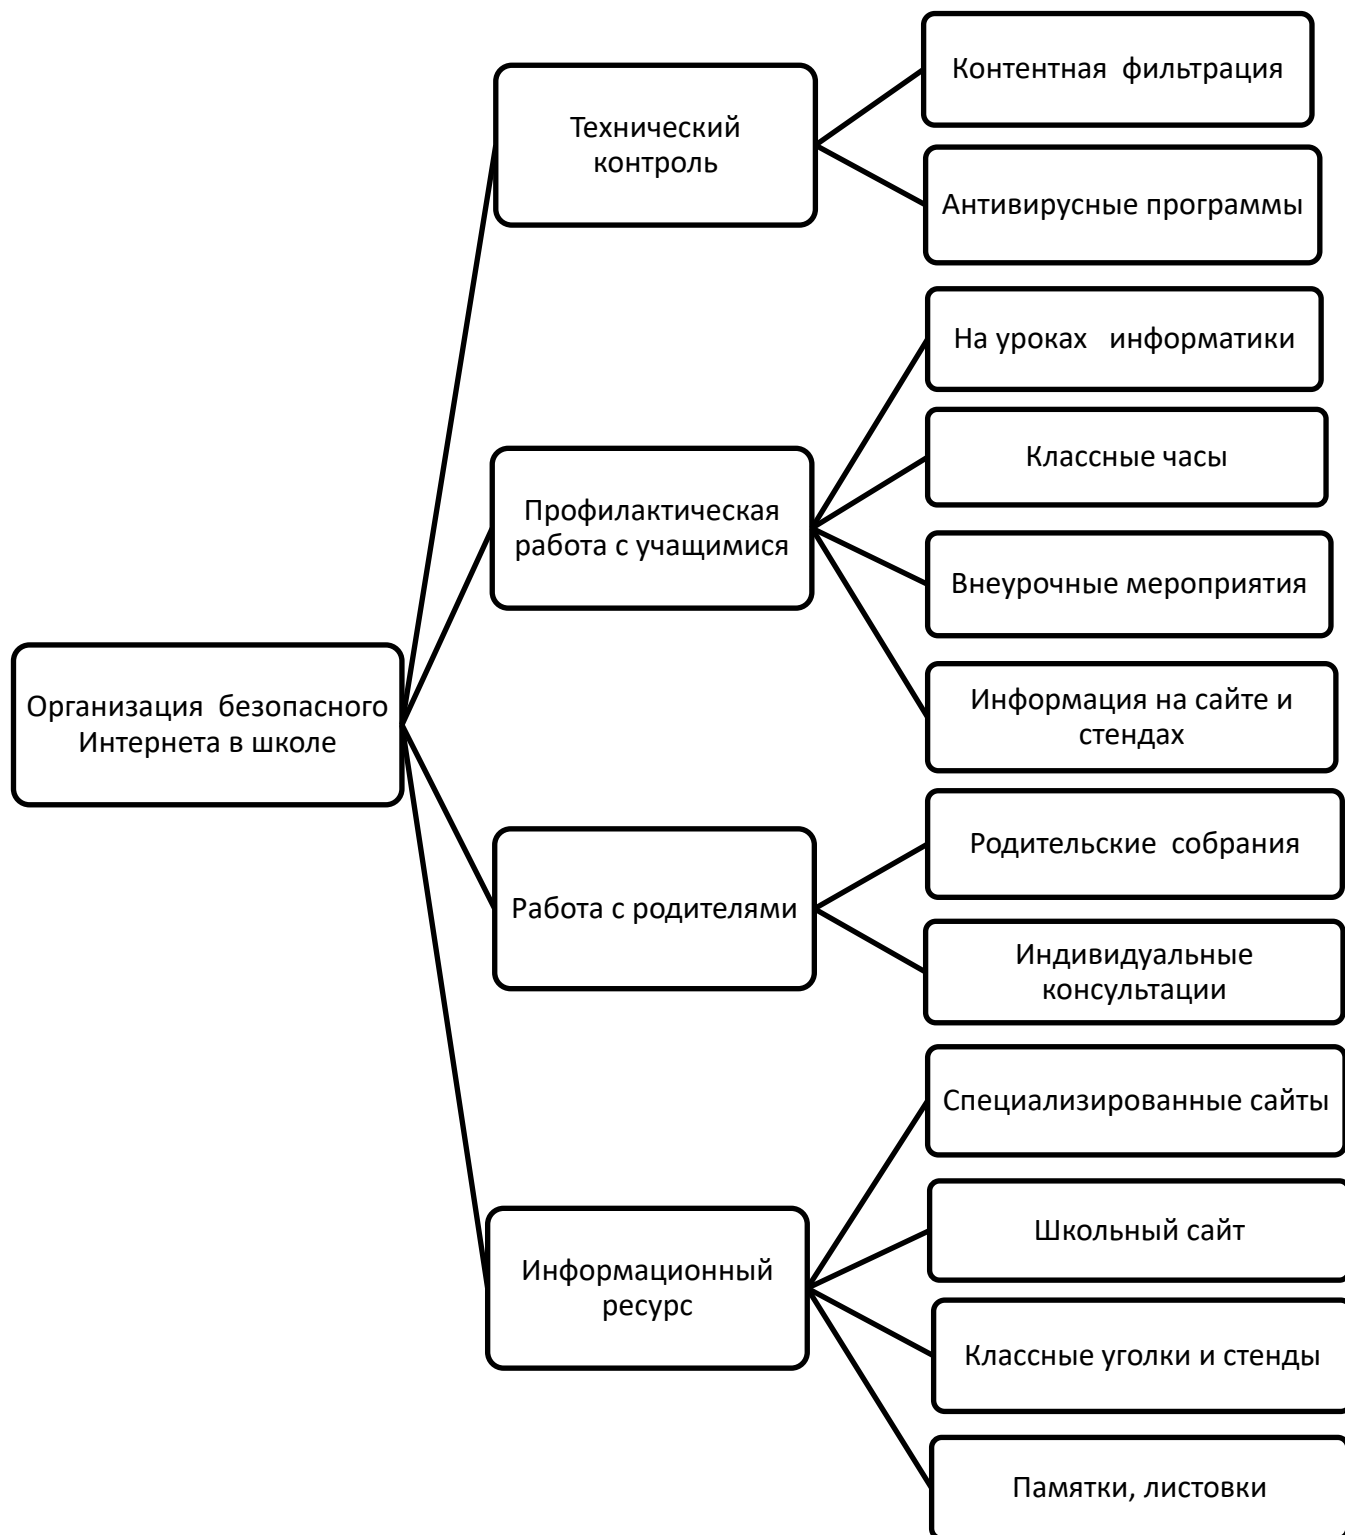 Организация безопасного
Интернета в школе
Технический
контроль
Контентная фильтрация
Антивирусные программы
Профилактическая
работа с учащимися
На уроках информатики
Классные часы
Внеурочные мероприятия
Информация на сайте и
стендах
Работа с родителями
Родительские собрания
Индивидуальные
консультации
Информационный
ресурс
Специализированные сайты
Школьный сайт
Классные уголки и стенды
Памятки, листовки